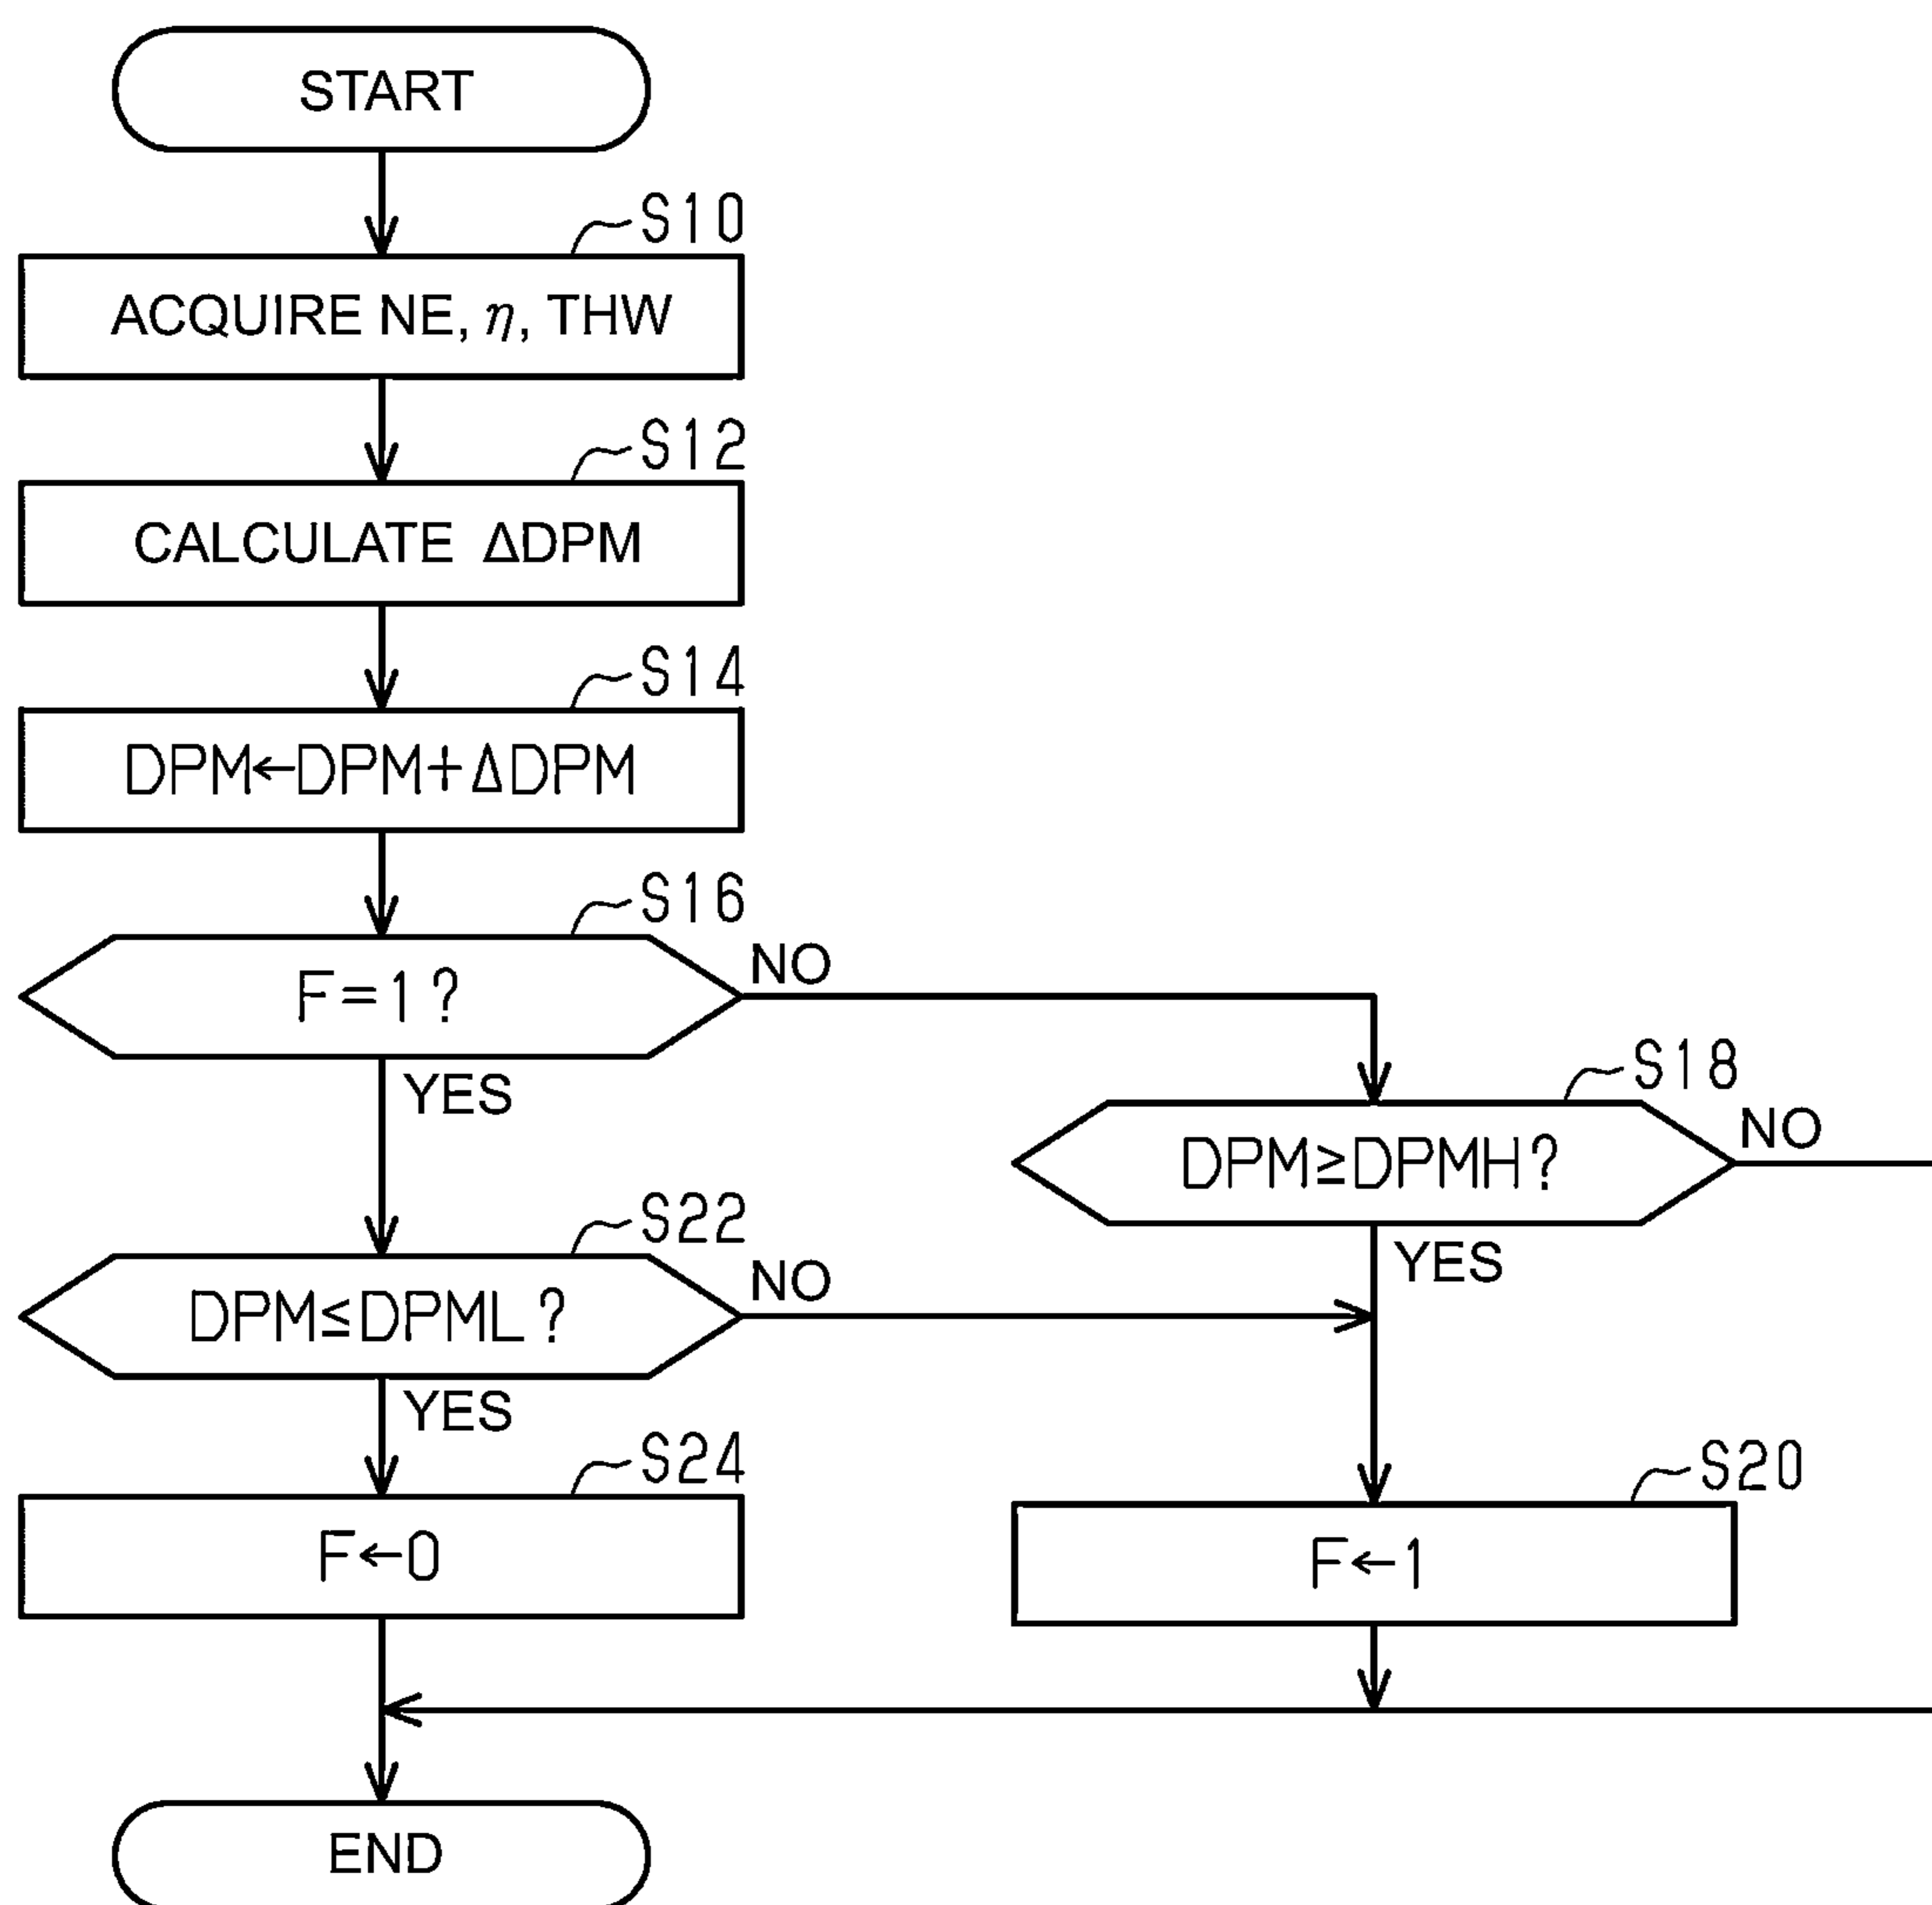 START
S10
ACQUIRE NE, η, THW
S12
CALCULATE ΔDPM
S14
DPM←DPM+ΔDPM
S16
F=1?
NO
YES
S18
DPM≧DPMH?
NO
YES
S22
DPM≦DPML?
NO
YES
S24
F←0
S20
F←1
END